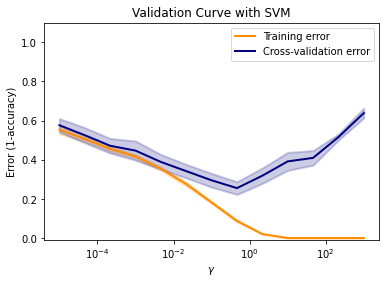 Validation Curve with SVM
Training error
Cross-validation error
Error (1-accuracy)
1.0
0.8
0.6
0.4
0.2
0.0
10⁻⁴
10⁻²
10⁰
10²
γ